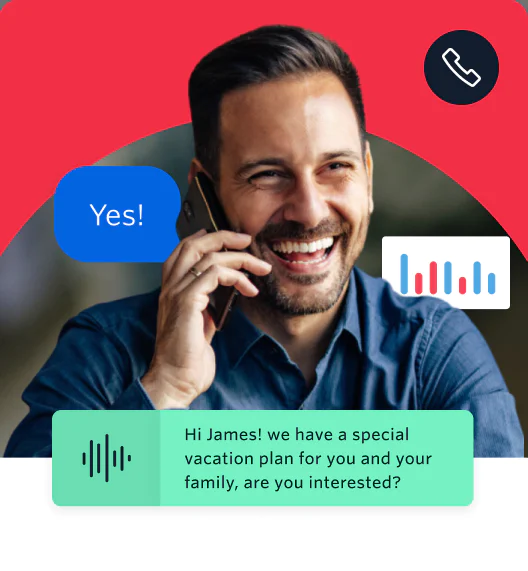 Yes!
Hi James! we have a special
vacation plan for you and your
family, are you interested?